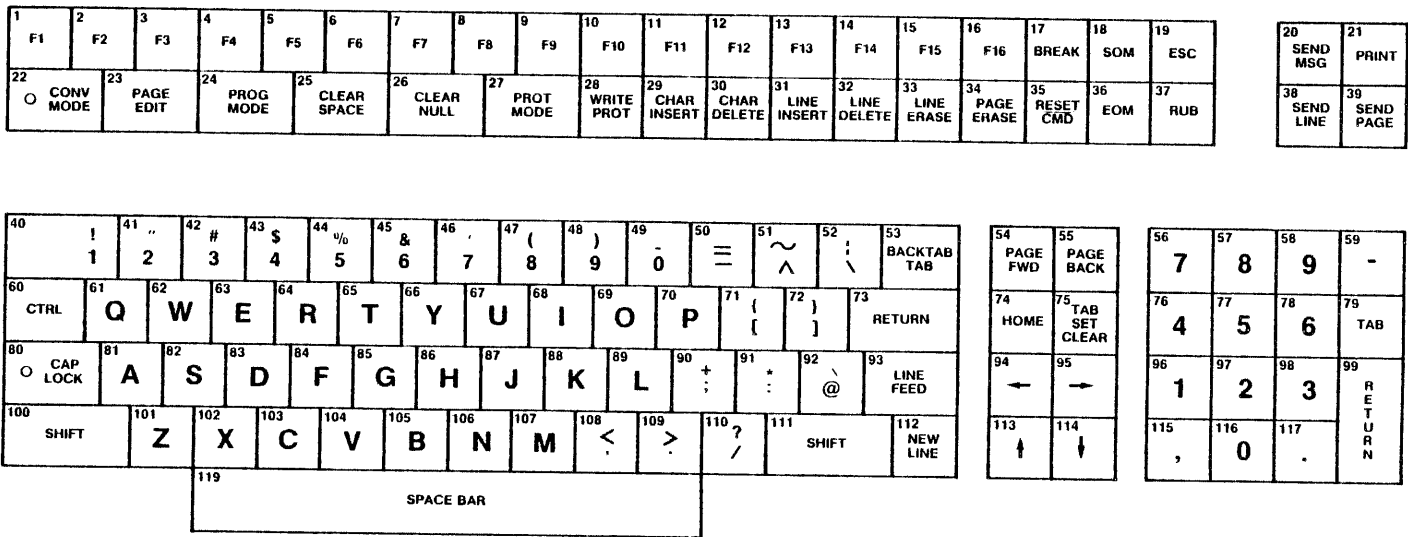 1 F1 2 F2 3 F3 4 F4 5 F5 6 F6 7 F7 8 F8 9 F9 10 F10 11 F11 12 F12 13 F13 14 F14 15 F15 16 F16 17 BREAK 18 SOM 19 ESC 20 SEND MSG 21 PRINT
22 CONV MODE 23 PAGE EDIT 24 PROG MODE 25 CLEAR SPACE 26 CLEAR NULL 27 PROT MODE 28 WRITE PROT 29 CHAR INSERT 30 CHAR DELETE 31 LINE INSERT 32 LINE DELETE 33 LINE ERASE 34 PAGE ERASE 35 RESET CMD 36 EOM 37 RUB 38 SEND LINE 39 SEND PAGE
40 ! 1 41 " 2 42 # 3 43 $ 4 44 % 5 45 & 6 46 ' 7 47 ( 8 48 ) 9 49 - 0 50 = 51 ~ ^ 52 ¦ \ 53 BACKTAB TAB 54 PAGE FWD 55 PAGE BACK 56 7 57 8 58 9 59 -
60 CTRL 61 Q 62 W 63 E 64 R 65 T 66 Y 67 U 68 I 69 O 70 P 71 { [ 72 } ] 73 RETURN 74 HOME 75 TAB SET CLEAR 76 4 77 5 78 6 79 TAB
80 CAP LOCK 81 A 82 S 83 D 84 F 85 G 86 H 87 J 88 K 89 L 90 + ; 91 * : 92 \ @ 93 LINE FEED 94 ← 95 → 96 1 97 2 98 3 99 RETURN
100 SHIFT 101 Z 102 X 103 C 104 V 105 B 106 N 107 M 108 < , 109 > . 110 ? / 111 SHIFT 112 NEW LINE 113 ↑ 114 ↓ 115 , 116 0 117 .
119 SPACE BAR